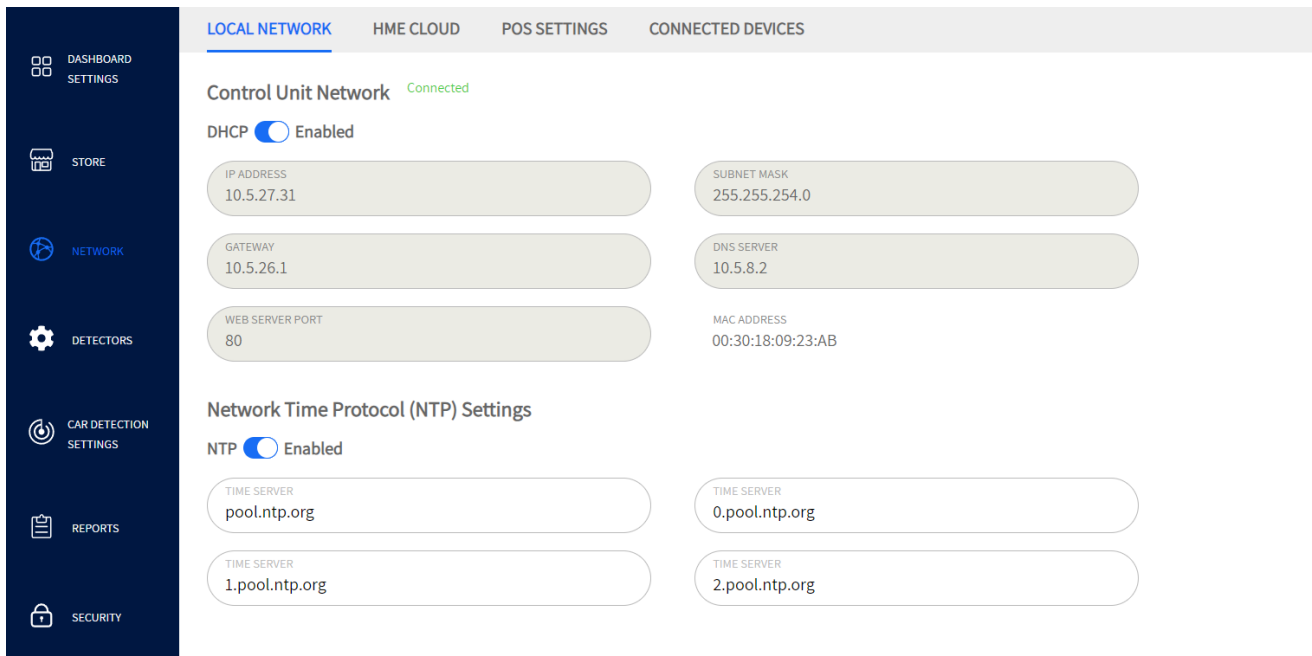 LOCAL NETWORK HME CLOUD POS SETTINGS CONNECTED DEVICES
DASHBOARD
SETTINGS
STORE
NETWORK
DETECTORS
CAR DETECTION
SETTINGS
REPORTS
SECURITY
Control Unit Network Connected
DHCP Enabled
IP ADDRESS
10.5.27.31
SUBNET MASK
255.255.254.0
GATEWAY
10.5.26.1
DNS SERVER
10.5.8.2
WEB SERVER PORT
80
MAC ADDRESS
00:30:18:09:23:AB
Network Time Protocol (NTP) Settings
NTP Enabled
TIME SERVER
pool.ntp.org
TIME SERVER
0.pool.ntp.org
TIME SERVER
1.pool.ntp.org
TIME SERVER
2.pool.ntp.org